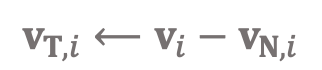 𝐯_{T,i} ⟵ 𝐯_i − 𝐯_{N,i}